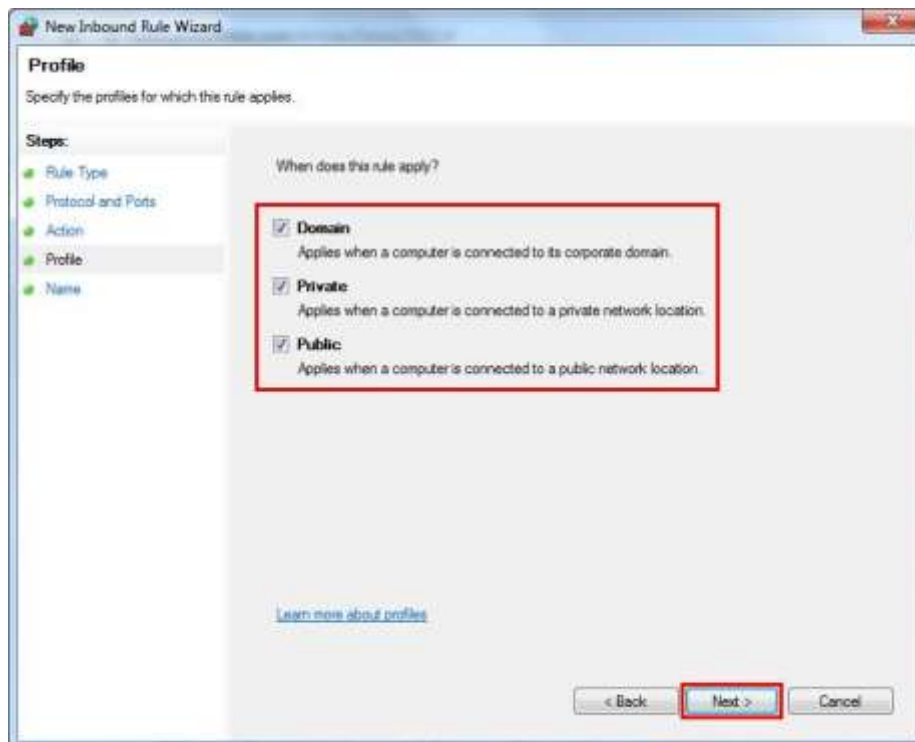 New Inbound Rule Wizard
Profile
Specify the profiles for which this rule applies.
Steps:
Rule Type
Protocol and Ports
Action
Profile
Name
When does this rule apply?
Domain
Applies when a computer is connected to its corporate domain.
Private
Applies when a computer is connected to a private network location.
Public
Applies when a computer is connected to a public network location.
Learn more about profiles
< Back
Next >
Cancel